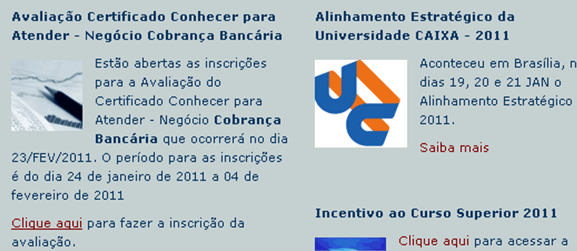 Avaliação Certificado Conhecer para
Atender - Negócio Cobrança Bancária
Estão abertas as inscrições
para a Avaliação do
Certificado Conhecer para
Atender - Negócio Cobrança
Bancária que ocorrerá no dia
23/FEV/2011. O período para as inscrições
é do dia 24 de janeiro de 2011 a 04 de
fevereiro de 2011
Clique aqui para fazer a inscrição da
avaliação.
Alinhamento Estratégico da
Universidade CAIXA - 2011
UC
Aconteceu em Brasília, n
dias 19, 20 e 21 JAN o
Alinhamento Estratégico
2011.
Saiba mais
Incentivo ao Curso Superior 2011
Clique aqui para acessar a